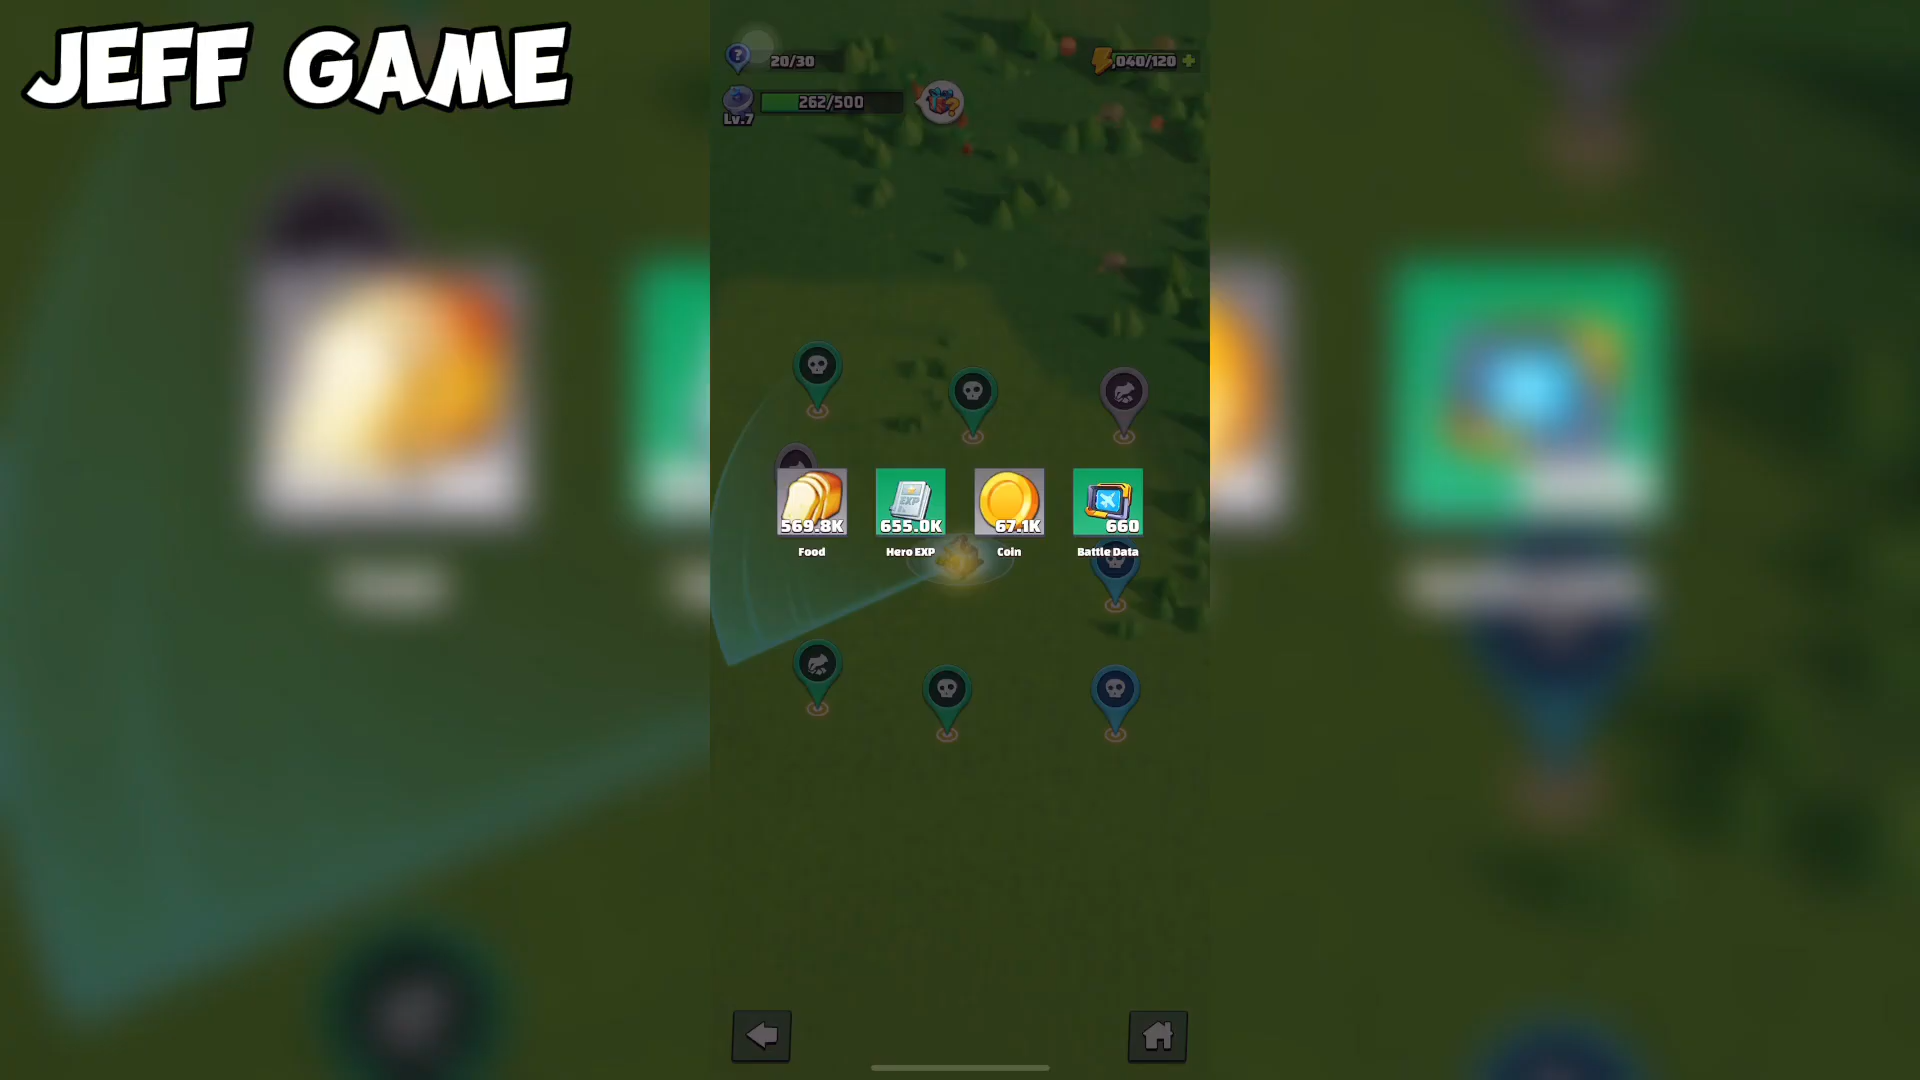 JEFF GAME
20/30
040/120
262/500
Lv.7
569.8K
655.0K
67.1K
660
Food
Hero EXP
Coin
Battle Data